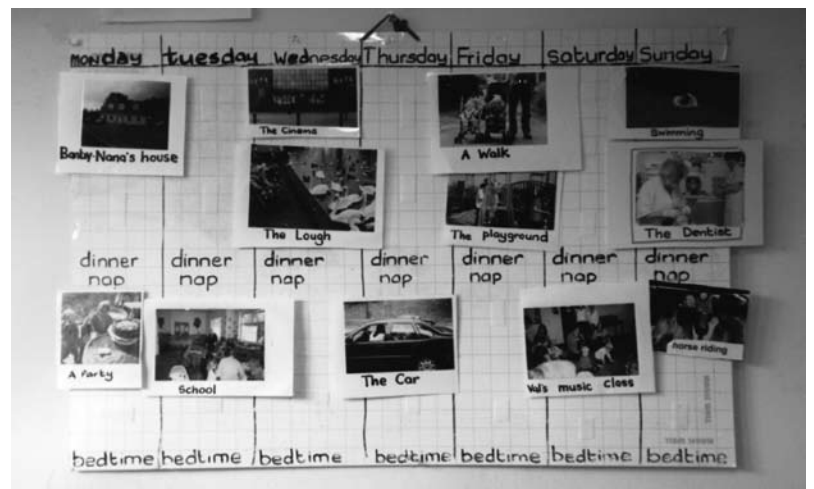 monday tuesday Wednesday Thursday Friday Saturday Sunday
The Cinema
Swimming
Banby-Nana's house
A Walk
The Lough
The playground
The Dentist
dinner dinner dinner dinner dinner dinner dinner
nap nap nap nap nap nap nap
horse riding
A Party
School
The Car
Val's music class
bedtime bedtime bedtime bedtime bedtime bedtime bedtime